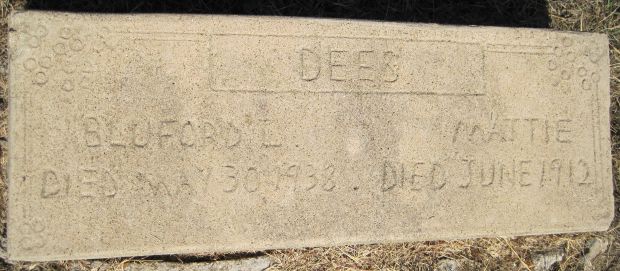 DEES
BLUFORD L. MATTIE
DIED MAY 30 1938. DIED JUNE 1912